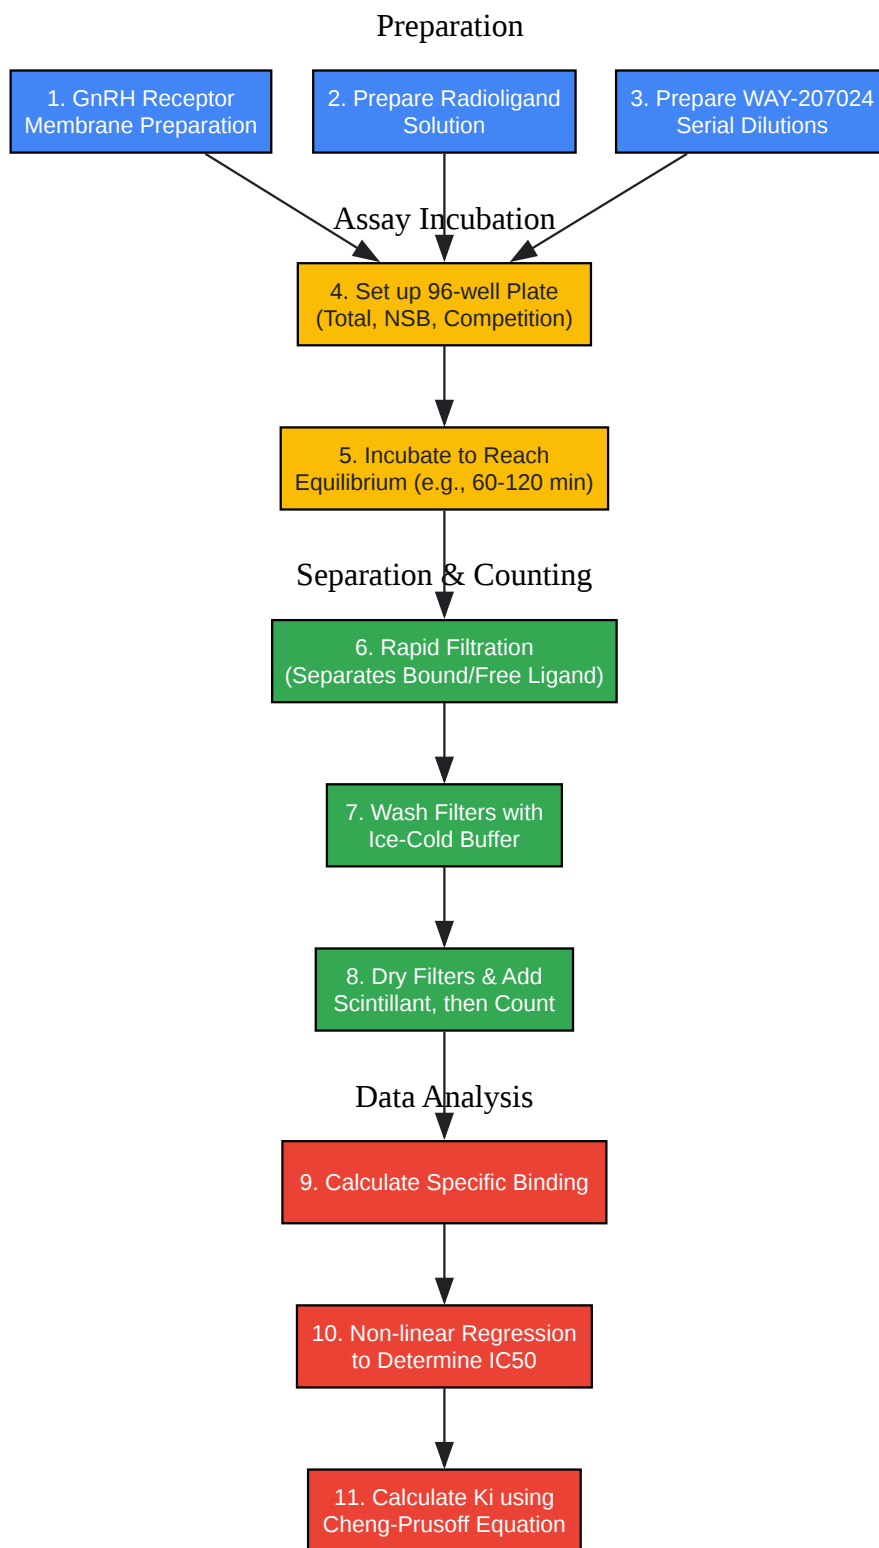 Preparation
1. GnRH Receptor
Membrane Preparation
2. Prepare Radioligand
Solution
3. Prepare WAY-207024
Serial Dilutions
Assay Incubation
4. Set up 96-well Plate
(Total, NSB, Competition)
5. Incubate to Reach
Equilibrium (e.g., 60-120 min)
Separation & Counting
6. Rapid Filtration
(Separates Bound/Free Ligand)
7. Wash Filters with
Ice-Cold Buffer
8. Dry Filters & Add
Scintillant, then Count
Data Analysis
9. Calculate Specific Binding
10. Non-linear Regression
to Determine IC50
11. Calculate Ki using
Cheng-Prusoff Equation